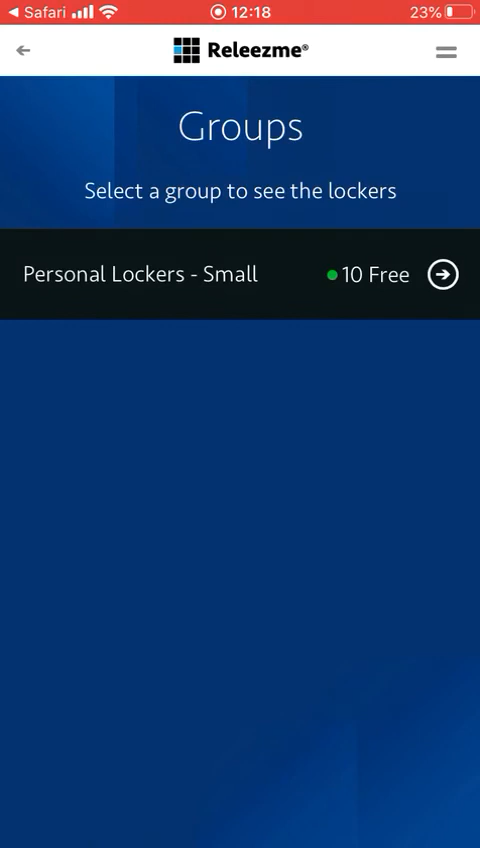 Safari 12:18 23%
Releezme®
Groups
Select a group to see the lockers
Personal Lockers - Small 10 Free